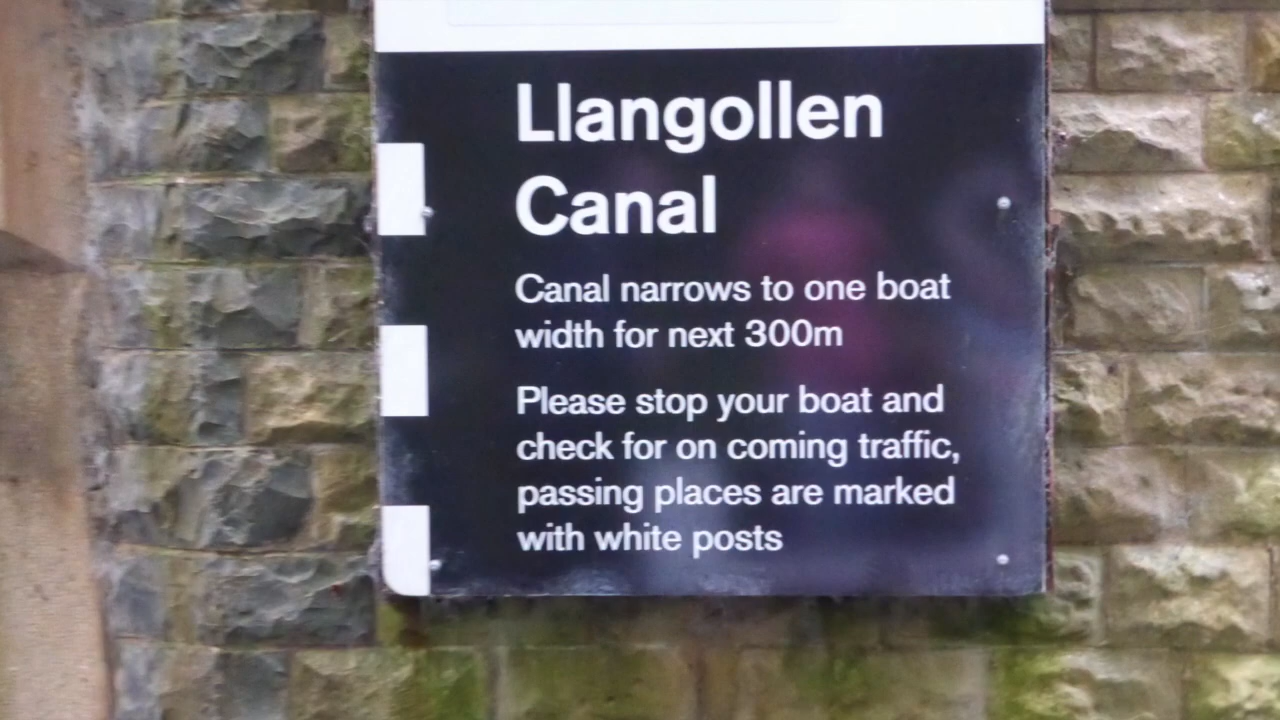 Llangollen
Canal
Canal narrows to one boat
width for next 300m
Please stop your boat and
check for on coming traffic,
passing places are marked
with white posts